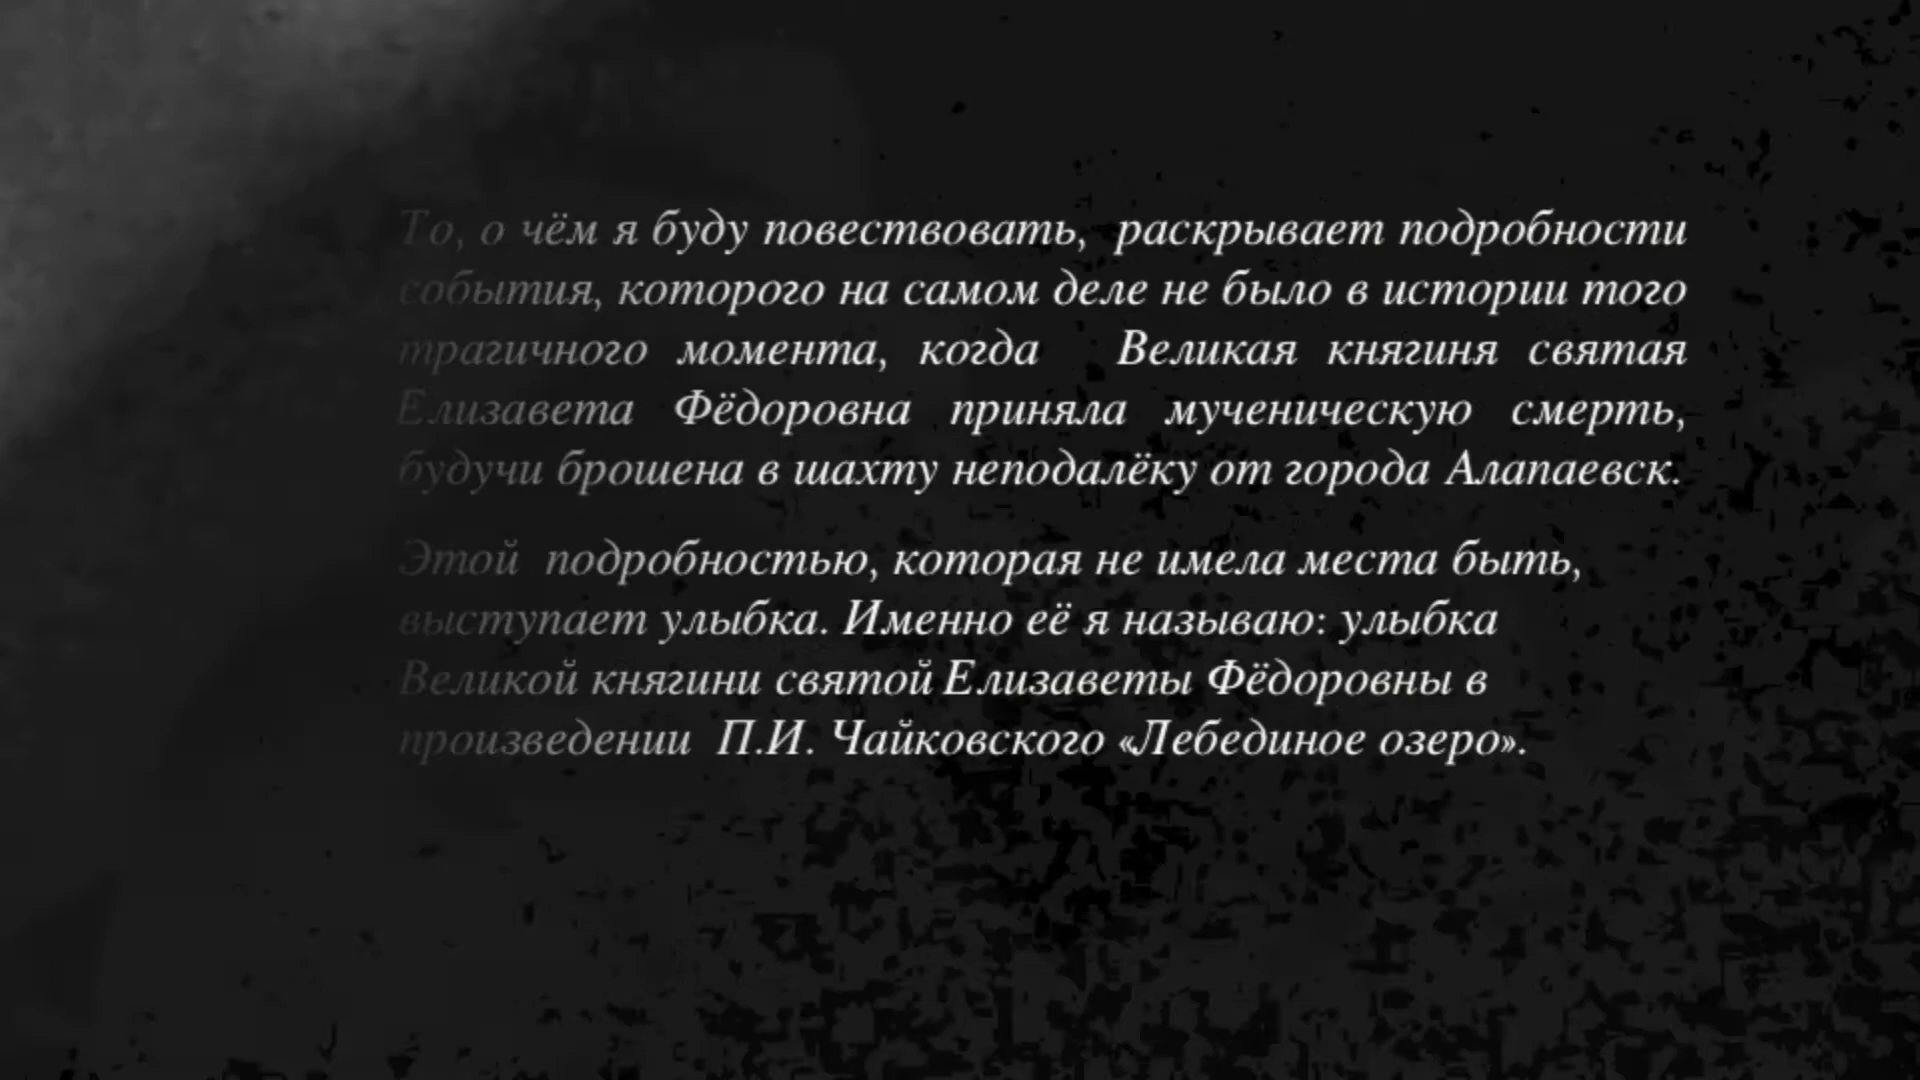 То, о чём я буду повествовать, раскрывает подробности
события, которого на самом деле не было в истории того
трагичного момента, когда Великая княгиня святая
Елизавета Фёдоровна приняла мученическую смерть,
будучи брошена в шахту неподалёку от города Алапаевск.
Этой подробностью, которая не имела места быть,
выступает улыбка. Именно её я называю: улыбка
Великой княгини святой Елизаветы Фёдоровны в
произведении П.И. Чайковского «Лебединое озеро».